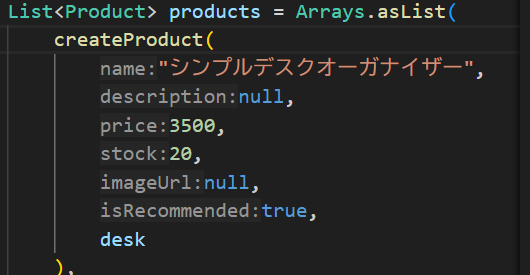 List<Product> products = Arrays.asList(
createProduct(
name:"シンプルデスクオーガナイザー",
description:null,
price:3500,
stock:20,
imageUrl:null,
isRecommended:true,
desk
),